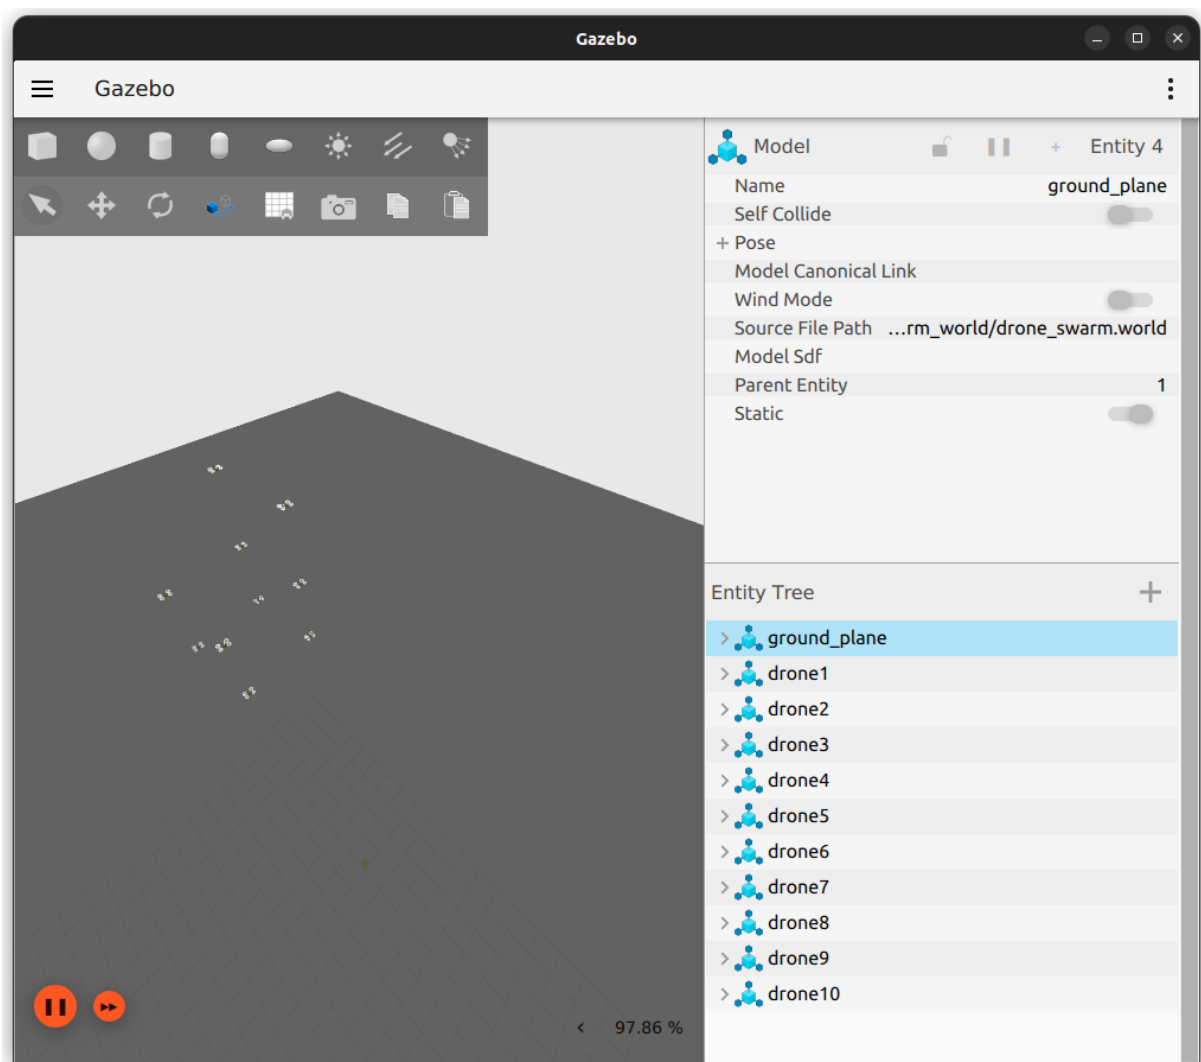 Gazebo
Gazebo
Model + Entity 4
Name ground_plane
Self Collide
+ Pose
Model Canonical Link
Wind Mode
Source File Path ...rm_world/drone_swarm.world
Model Sdf
Parent Entity 1
Static
Entity Tree +
ground_plane
drone1
drone2
drone3
drone4
drone5
drone6
drone7
drone8
drone9
drone10
97.86 %